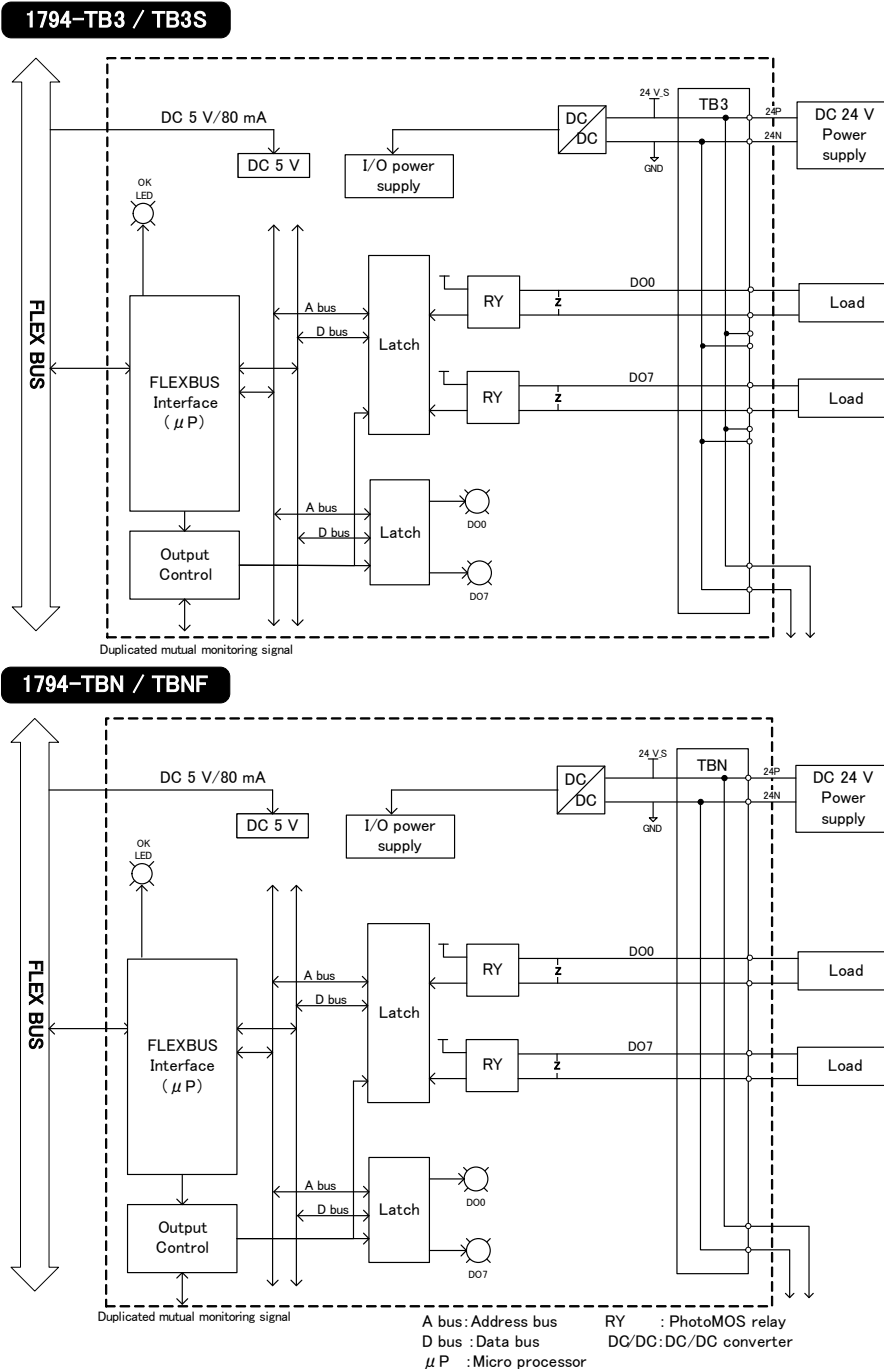 1794-TB3 / TB3S
DC 5 V/80 mA
DC 5 V
I/O power
supply
DC
DC
24 V_S
GND
TB3
24P
24N
DC 24 V
Power
supply
OK
LED
FLEX BUS
FLEXBUS
Interface
(μP)
A bus
D bus
Latch
RY
Z
DO0
Load
RY
Z
DO7
Load
A bus
D bus
Latch
DO0
DO7
Output
Control
Duplicated mutual monitoring signal
1794-TBN / TBNF
DC 5 V/80 mA
DC 5 V
I/O power
supply
DC
DC
24 V_S
GND
TBN
24P
24N
DC 24 V
Power
supply
OK
LED
FLEX BUS
FLEXBUS
Interface
(μP)
A bus
D bus
Latch
RY
Z
DO0
Load
RY
Z
DO7
Load
A bus
D bus
Latch
DO0
DO7
Output
Control
Duplicated mutual monitoring signal
A bus : Address bus RY : PhotoMOS relay
D bus : Data bus DC/DC : DC/DC converter
μP : Micro processor